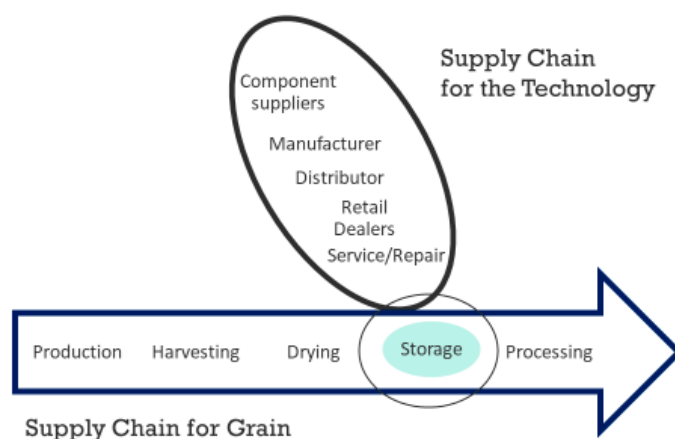 Supply Chain
for the Technology
Component
suppliers
Manufacturer
Distributor
Retail
Dealers
Service/Repair
Production Harvesting Drying Storage Processing
Supply Chain for Grain